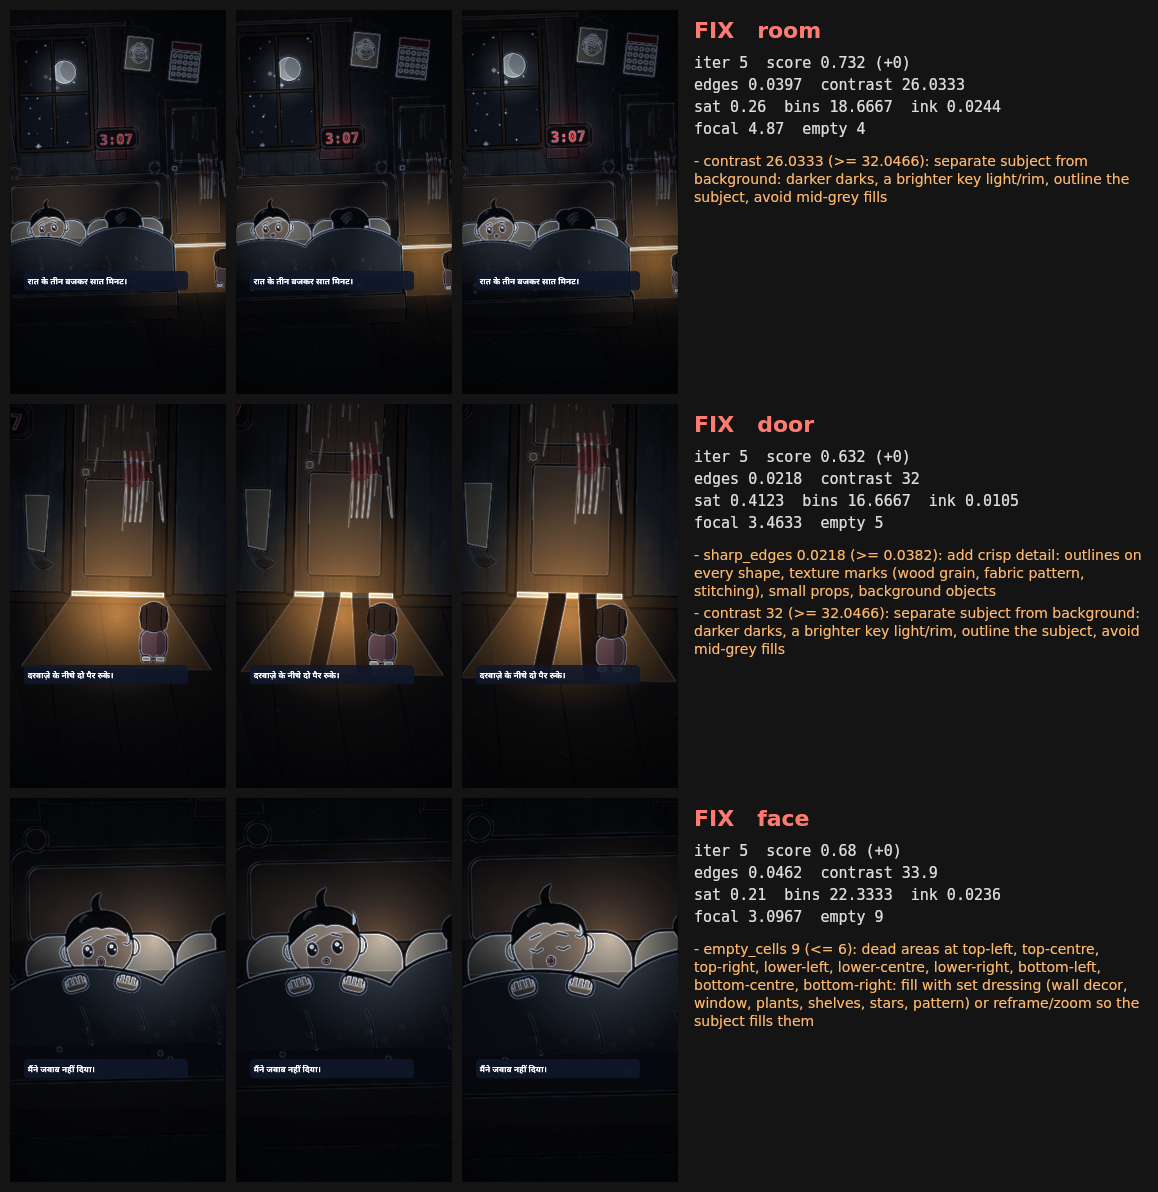 3:07
3:07
3:07
रात के तीन बजकर सात मिनट।
रात के तीन बजकर सात मिनट।
रात के तीन बजकर सात मिनट।
FIX room
iter 5 score 0.732 (+0)
edges 0.0397 contrast 26.0333
sat 0.26 bins 18.6667 ink 0.0244
focal 4.87 empty 4
- contrast 26.0333 (>= 32.0466): separate subject from
background: darker darks, a brighter key light/rim, outline the
subject, avoid mid-grey fills
7
दरवाज़े के नीचे दो पैर रुके।
दरवाज़े के नीचे दो पैर रुके।
दरवाज़े के नीचे दो पैर रुके।
FIX door
iter 5 score 0.632 (+0)
edges 0.0218 contrast 32
sat 0.4123 bins 16.6667 ink 0.0105
focal 3.4633 empty 5
- sharp_edges 0.0218 (>= 0.0382): add crisp detail: outlines on
every shape, texture marks (wood grain, fabric pattern,
stitching), small props, background objects
- contrast 32 (>= 32.0466): separate subject from background:
darker darks, a brighter key light/rim, outline the subject, avoid
mid-grey fills
मैंने जवाब नहीं दिया।
मैंने जवाब नहीं दिया।
मैंने जवाब नहीं दिया।
FIX face
iter 5 score 0.68 (+0)
edges 0.0462 contrast 33.9
sat 0.21 bins 22.3333 ink 0.0236
focal 3.0967 empty 9
- empty_cells 9 (<= 6): dead areas at top-left, top-centre,
top-right, lower-left, lower-centre, lower-right, bottom-left,
bottom-centre, bottom-right: fill with set dressing (wall decor,
window, plants, shelves, stars, pattern) or reframe/zoom so the
subject fills them